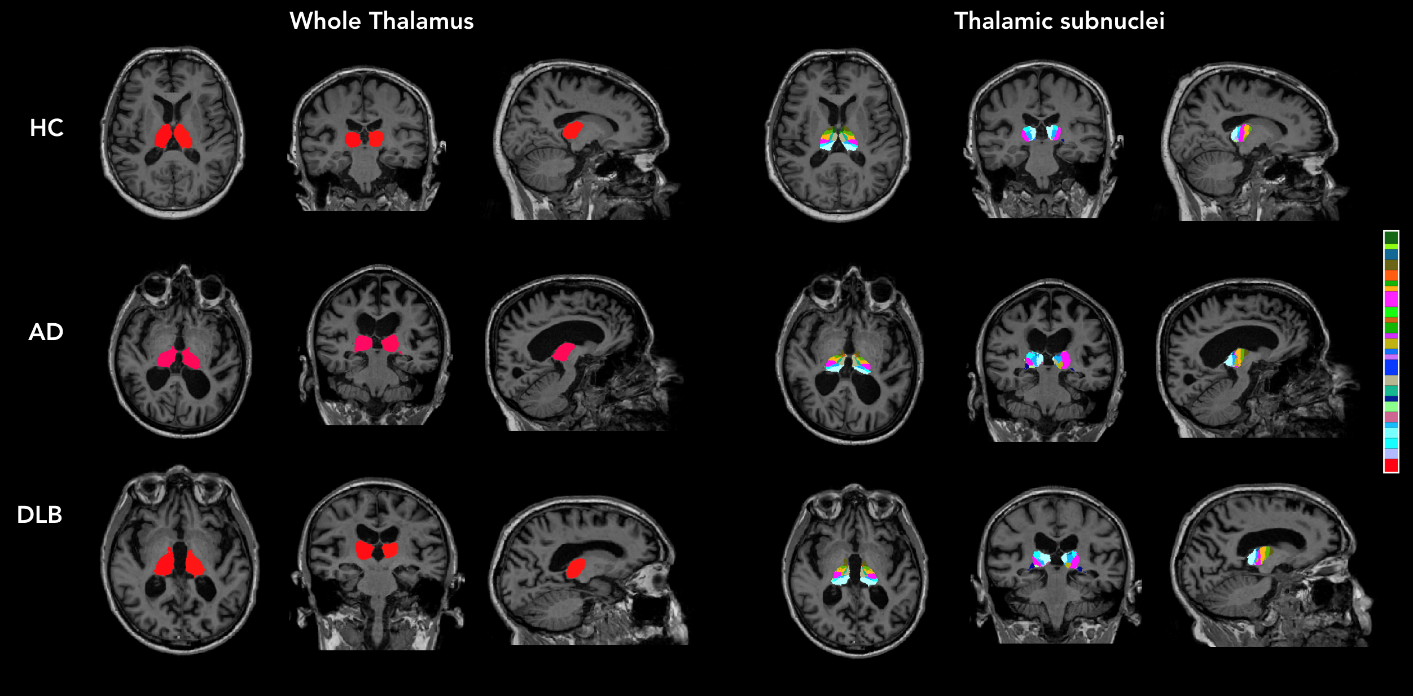 Whole Thalamus
Thalamic subnuclei
HC
AD
DLB